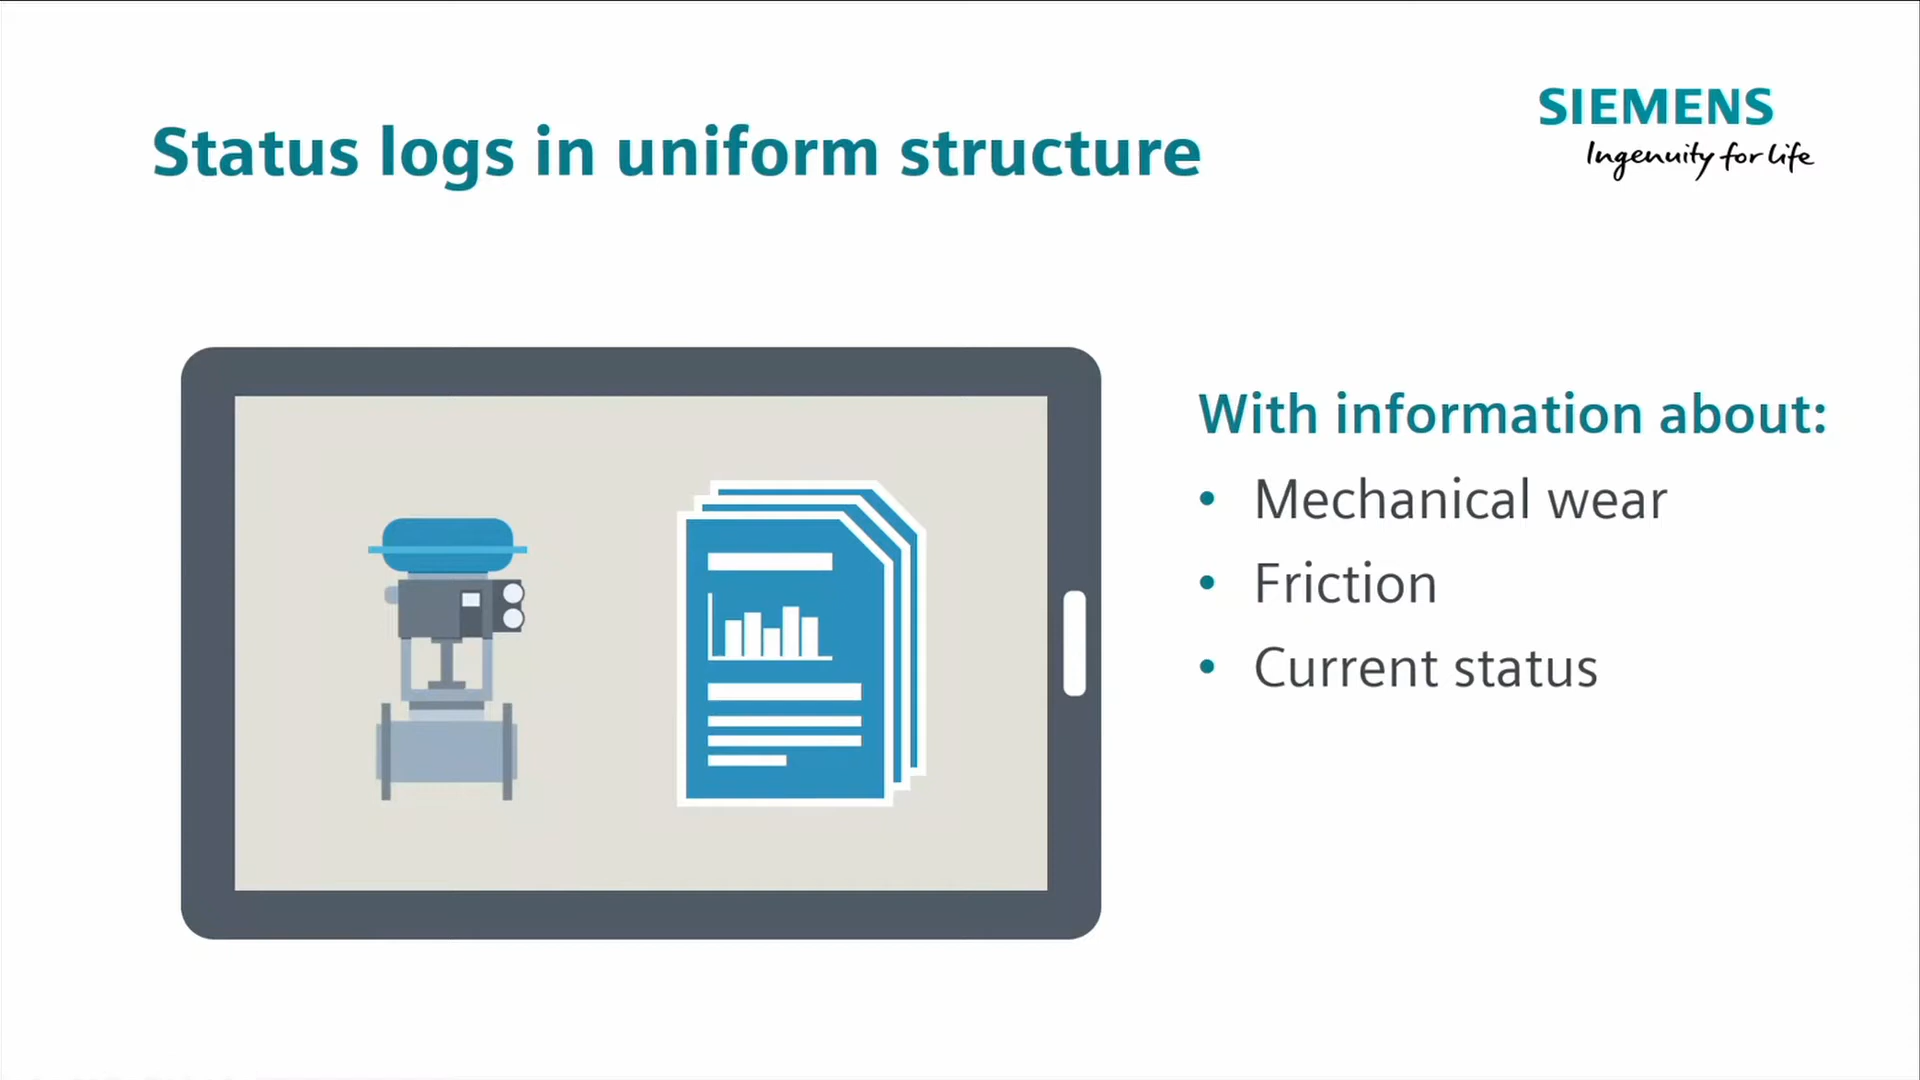 Status logs in uniform structure
SIEMENS
Ingenuity for life
With information about:
• Mechanical wear
• Friction
• Current status